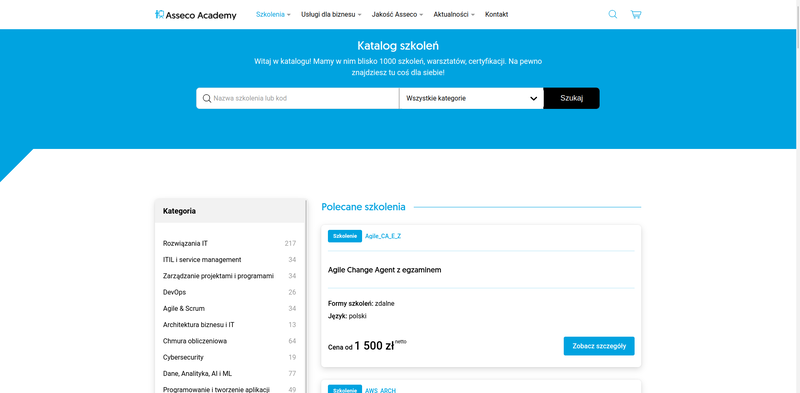 Asseco Academy
Szkolenia
Usługi dla biznesu
Jakość Asseco
Aktualności
Kontakt
Katalog szkoleń
Witaj w katalogu! Mamy w nim blisko 1000 szkoleń, warsztatów, certyfikacji. Na pewno
znajdziesz tu coś dla siebie!
Nazwa szkolenia lub kod
Wszystkie kategorie
Szukaj
Kategoria
Rozwiązania IT 217
ITIL i service management 34
Zarządzanie projektami i programami 34
DevOps 26
Agile & Scrum 34
Architektura biznesu i IT 13
Chmura obliczeniowa 64
Cybersecurity 19
Dane, Analityka, AI i ML 77
Programowanie i tworzenie aplikacji 49
Polecane szkolenia
Szkolenie Agile_CA_E_Z
Agile Change Agent z egzaminem
Formy szkoleń: zdalne
Język: polski
Cena od 1 500 zł netto
Zobacz szczegóły
Szkolenie AWS_ARCH